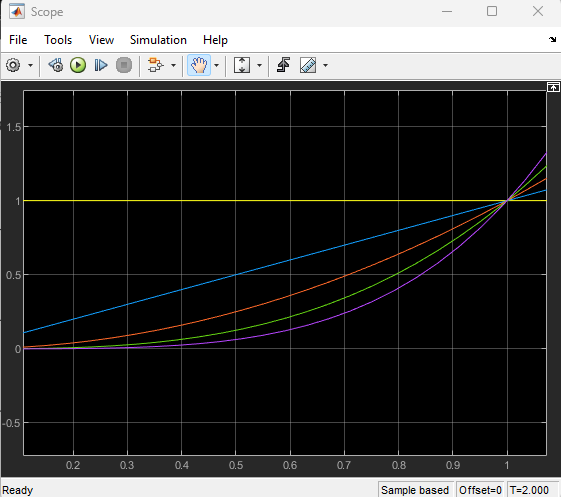 Scope
File Tools View Simulation Help
1.5
1
0.5
0
-0.5
0.2 0.3 0.4 0.5 0.6 0.7 0.8 0.9 1
Ready Sample based Offset=0 T=2.000